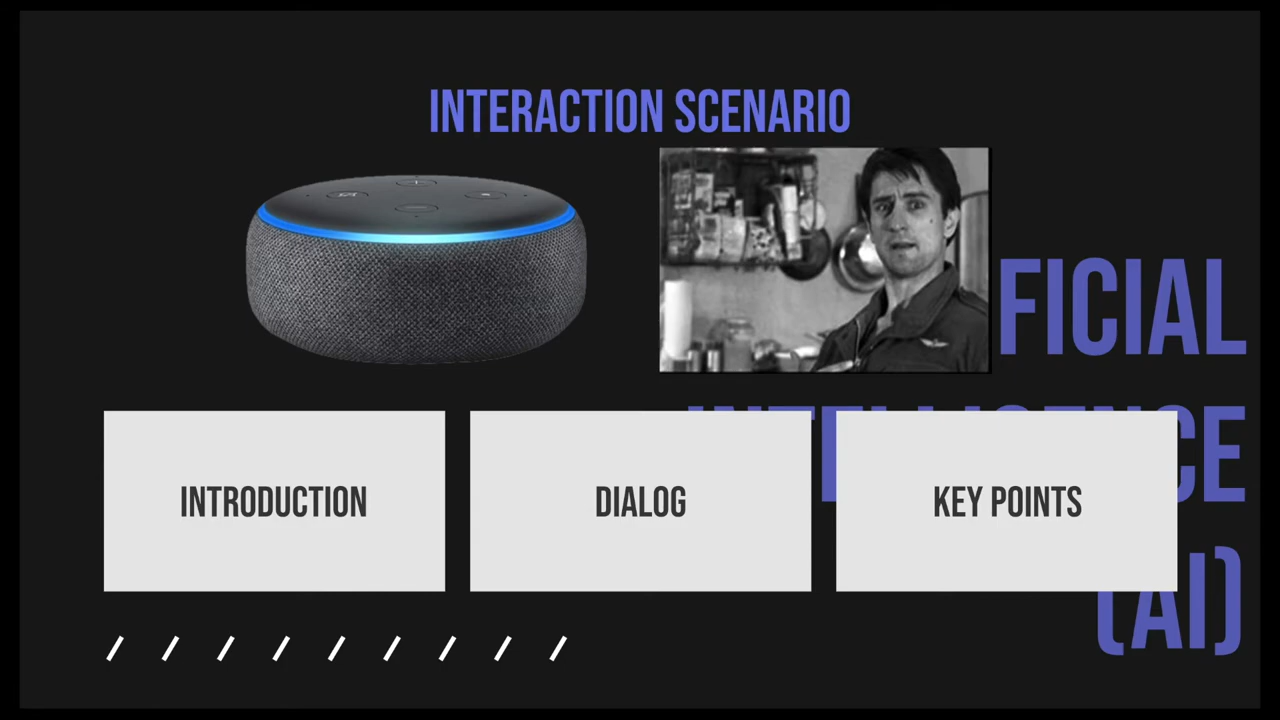 INTERACTION SCENARIO
FICIAL
INTRODUCTION
DIALOG
KEY POINTS
CE
(AI)